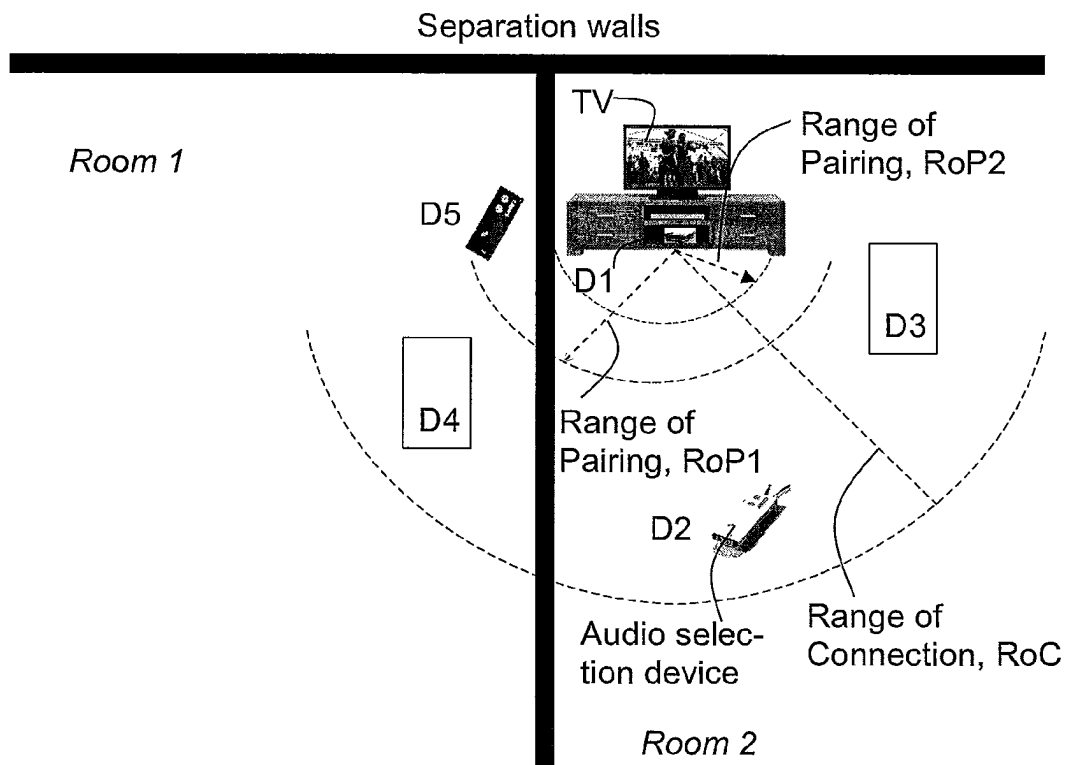 Separation walls
TV
Range of
Pairing, RoP2
Room 1
D5
D1
D3
D4
Range of
Pairing, RoP1
D2
Audio selec-
tion device
Range of
Connection, RoC
Room 2